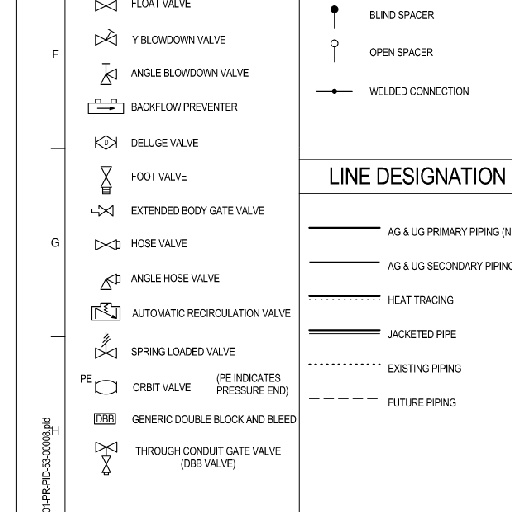 FLOAT VALVE
Y BLOWDOWN VALVE
F
ANGLE BLOWDOWN VALVE
BACKFLOW PREVENTER
D
DELUGE VALVE
FOOT VALVE
EXTENDED BODY GATE VALVE
G
HOSE VALVE
ANGLE HOSE VALVE
AUTOMATIC RECIRCULATION VALVE
SPRING LOADED VALVE
PE
ORBIT VALVE
(PE INDICATES
PRESSURE END)
DBB
GENERIC DOUBLE BLOCK AND BLEED
H
THROUGH CONDUIT GATE VALVE
(DBB VALVE)
01-PR-PID-53-00008.pid
BLIND SPACER
OPEN SPACER
WELDED CONNECTION
LINE DESIGNATION
AG & UG PRIMARY PIPING (N
AG & UG SECONDARY PIPING
HEAT TRACING
JACKETED PIPE
EXISTING PIPING
FUTURE PIPING